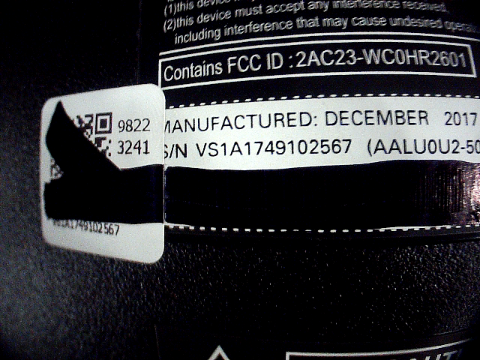 (1)this device
(2)this device must accept any interference received,
including interference that may cause undesired
Contains FCC ID :2AC23-WC0HR2601
9822
3241
MANUFACTURED: DECEMBER 2017
S/N VS1A1749102567 (AALU0U2-50
VS1A1749102567